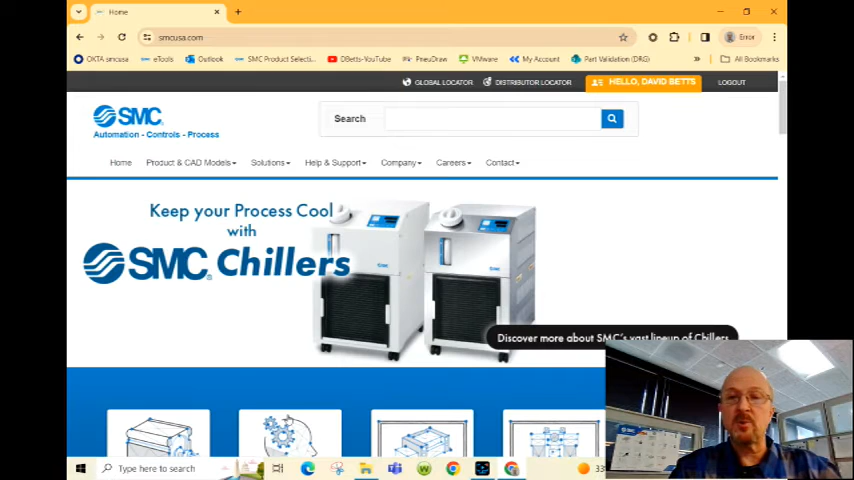 Home
smcusa.com
Error
OKTA smcusa
eTools
Outlook
SMC Product Selecti...
DBetts-YouTube
PneuDraw
VMware
My Account
Part Validation (DRG)
»
All Bookmarks
GLOBAL LOCATOR
DISTRIBUTOR LOCATOR
HELLO, DAVID BETTS
LOGOUT
SMC
Automation - Controls - Process
Search
Home
Product & CAD Models
Solutions
Help & Support
Company
Careers
Contact
Keep your Process Cool
with
SMC Chillers
Discover more about SMC's vast lineup of Chillers
Type here to search